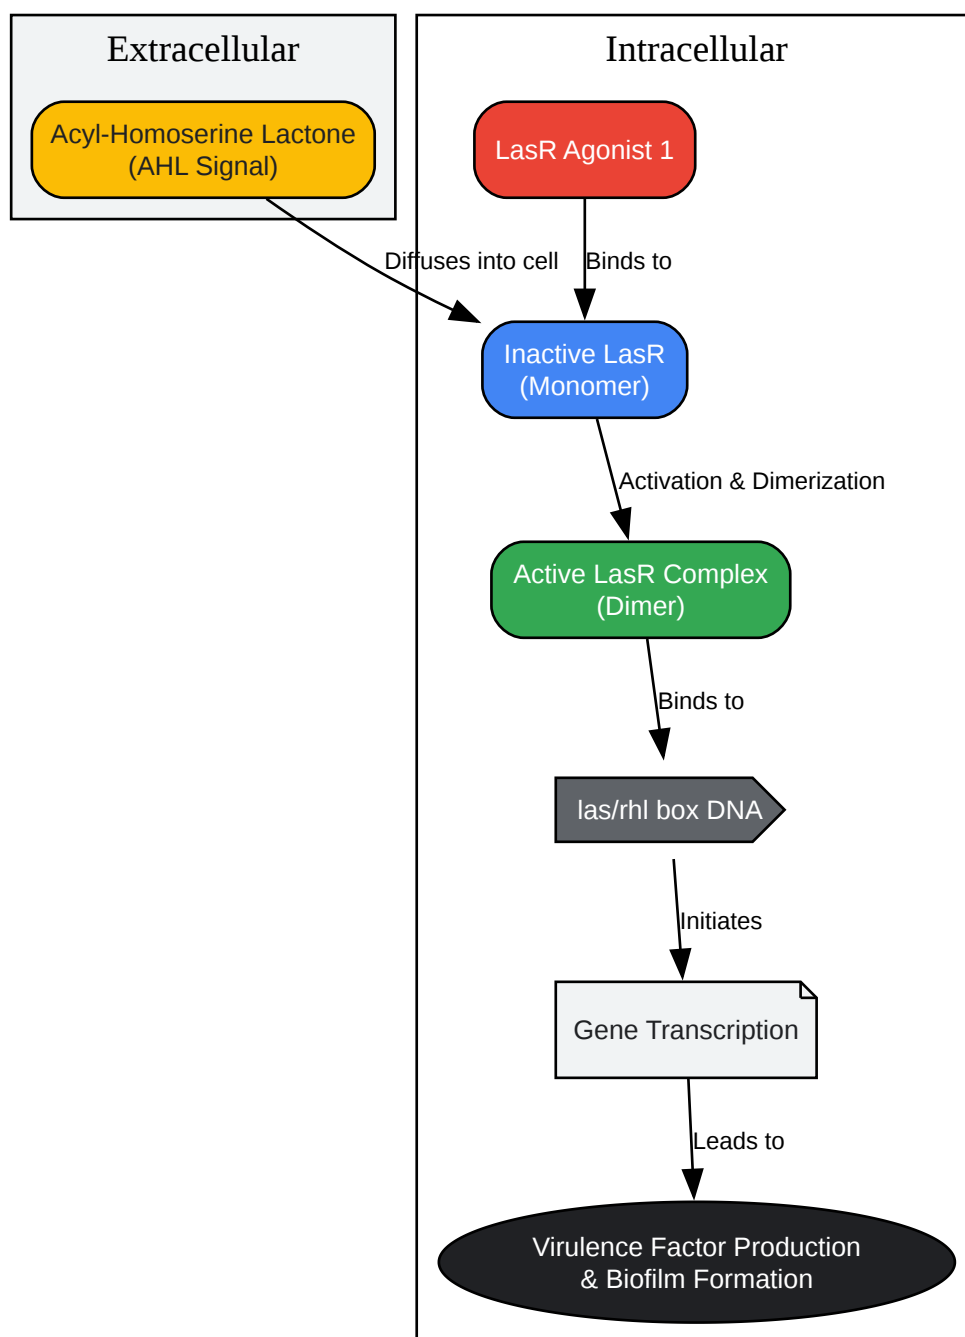 Extracellular
Intracellular
Acyl-Homoserine Lactone
(AHL Signal)
LasR Agonist 1
Diffuses into cell
Binds to
Inactive LasR
(Monomer)
Activation & Dimerization
Active LasR Complex
(Dimer)
Binds to
las/rhl box DNA
Initiates
Gene Transcription
Leads to
Virulence Factor Production
& Biofilm Formation